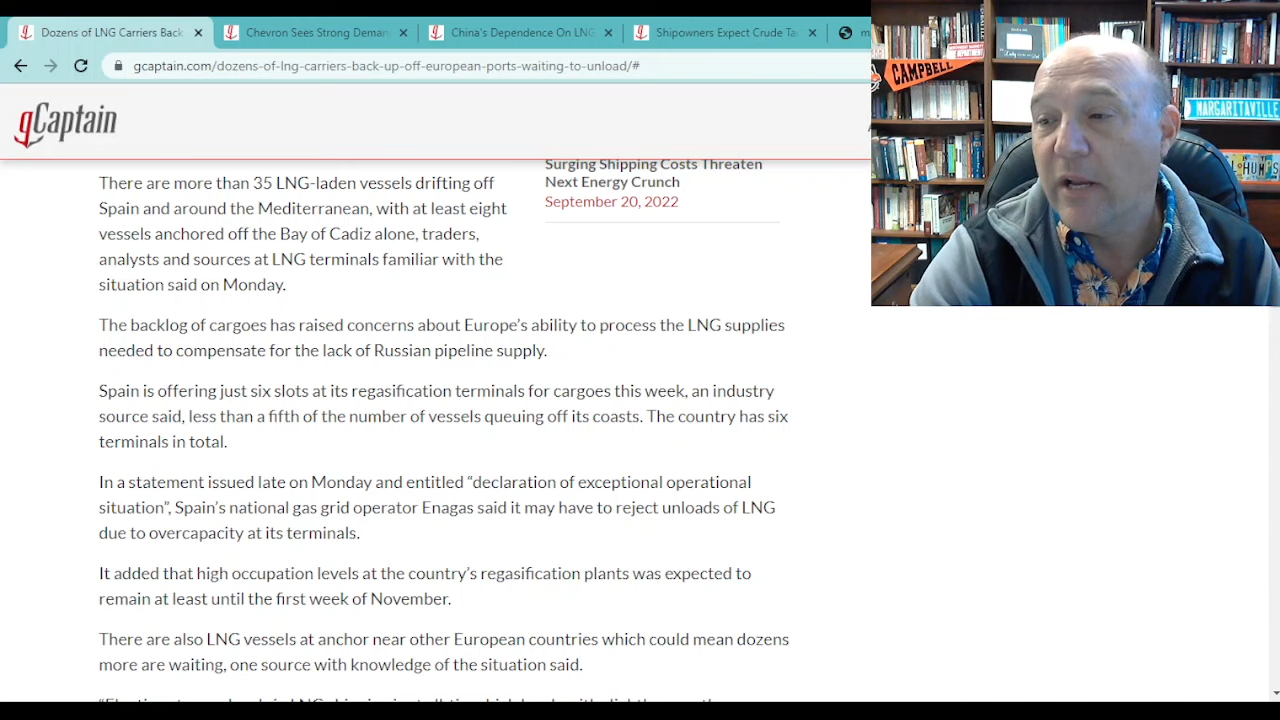 Dozens of LNG Carriers Back
Chevron Sees Strong Deman
China's Dependence On LNG
Shipowners Expect Crude Ta
gcaptain.com/dozens-of-lng-carriers-back-up-off-european-ports-waiting-to-unload/#
gCaptain
CAMPBELL
MARGARITAVILLE
Surging Shipping Costs Threaten
Next Energy Crunch
September 20, 2022
There are more than 35 LNG-laden vessels drifting off
Spain and around the Mediterranean, with at least eight
vessels anchored off the Bay of Cadiz alone, traders,
analysts and sources at LNG terminals familiar with the
situation said on Monday.
The backlog of cargoes has raised concerns about Europe's ability to process the LNG supplies
needed to compensate for the lack of Russian pipeline supply.
Spain is offering just six slots at its regasification terminals for cargoes this week, an industry
source said, less than a fifth of the number of vessels queuing off its coasts. The country has six
terminals in total.
In a statement issued late on Monday and entitled “declaration of exceptional operational
situation”, Spain's national gas grid operator Enagas said it may have to reject unloads of LNG
due to overcapacity at its terminals.
It added that high occupation levels at the country's regasification plants was expected to
remain at least until the first week of November.
There are also LNG vessels at anchor near other European countries which could mean dozens
more are waiting, one source with knowledge of the situation said.